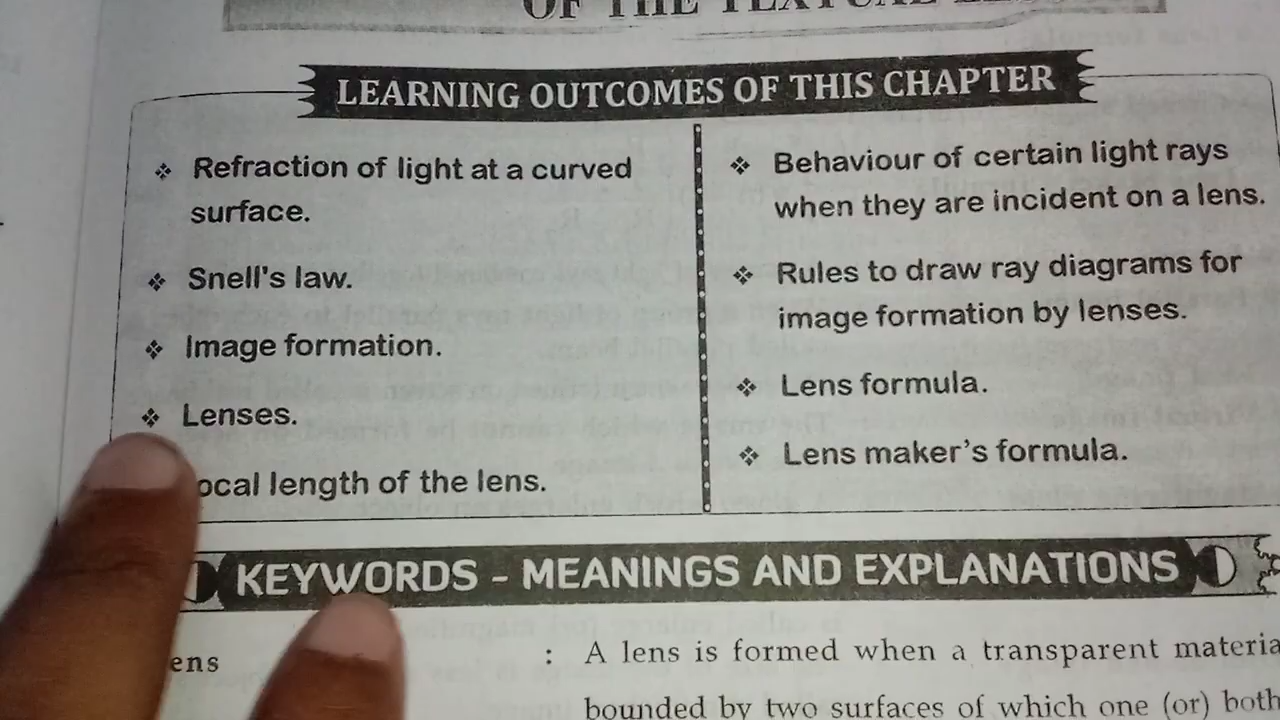 OF THE TEXTUAL
LEARNING OUTCOMES OF THIS CHAPTER
❖ Refraction of light at a curved
surface.
❖ Snell's law.
❖ Image formation.
❖ Lenses.
ocal length of the lens.
❖ Behaviour of certain light rays
when they are incident on a lens.
❖ Rules to draw ray diagrams for
image formation by lenses.
❖ Lens formula.
❖ Lens maker's formula.
KEYWORDS - MEANINGS AND EXPLANATIONS
ens : A lens is formed when a transparent materia
bounded by two surfaces of which one (or) both